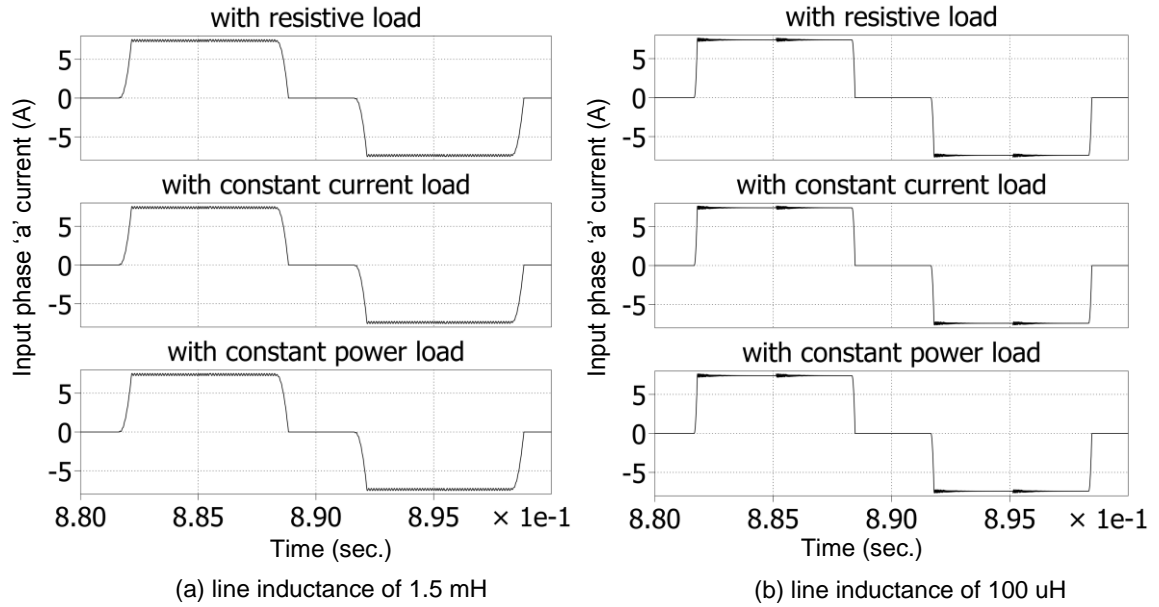 with resistive load
5
0
-5
with constant current load
5
0
-5
with constant power load
5
0
-5
8.80 8.85 8.90 8.95 × 1e-1
Input phase ‘a’ current (A)
Time (sec.)
(a) line inductance of 1.5 mH
with resistive load
5
0
-5
with constant current load
5
0
-5
with constant power load
5
0
-5
8.80 8.85 8.90 8.95 × 1e-1
Input phase ‘a’ current (A)
Time (sec.)
(b) line inductance of 100 uH